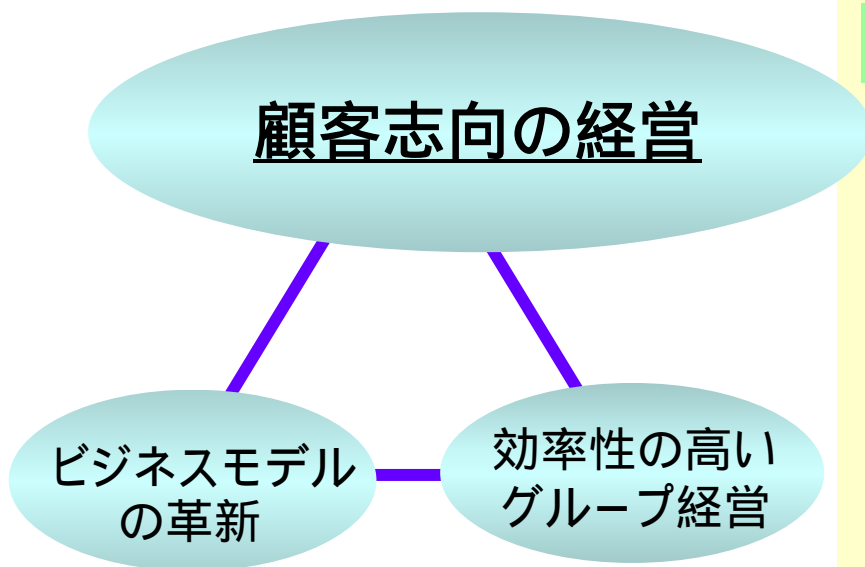 顧客志向の経営
ビジネスモデル
の革新
効率性の高い
グループ経営